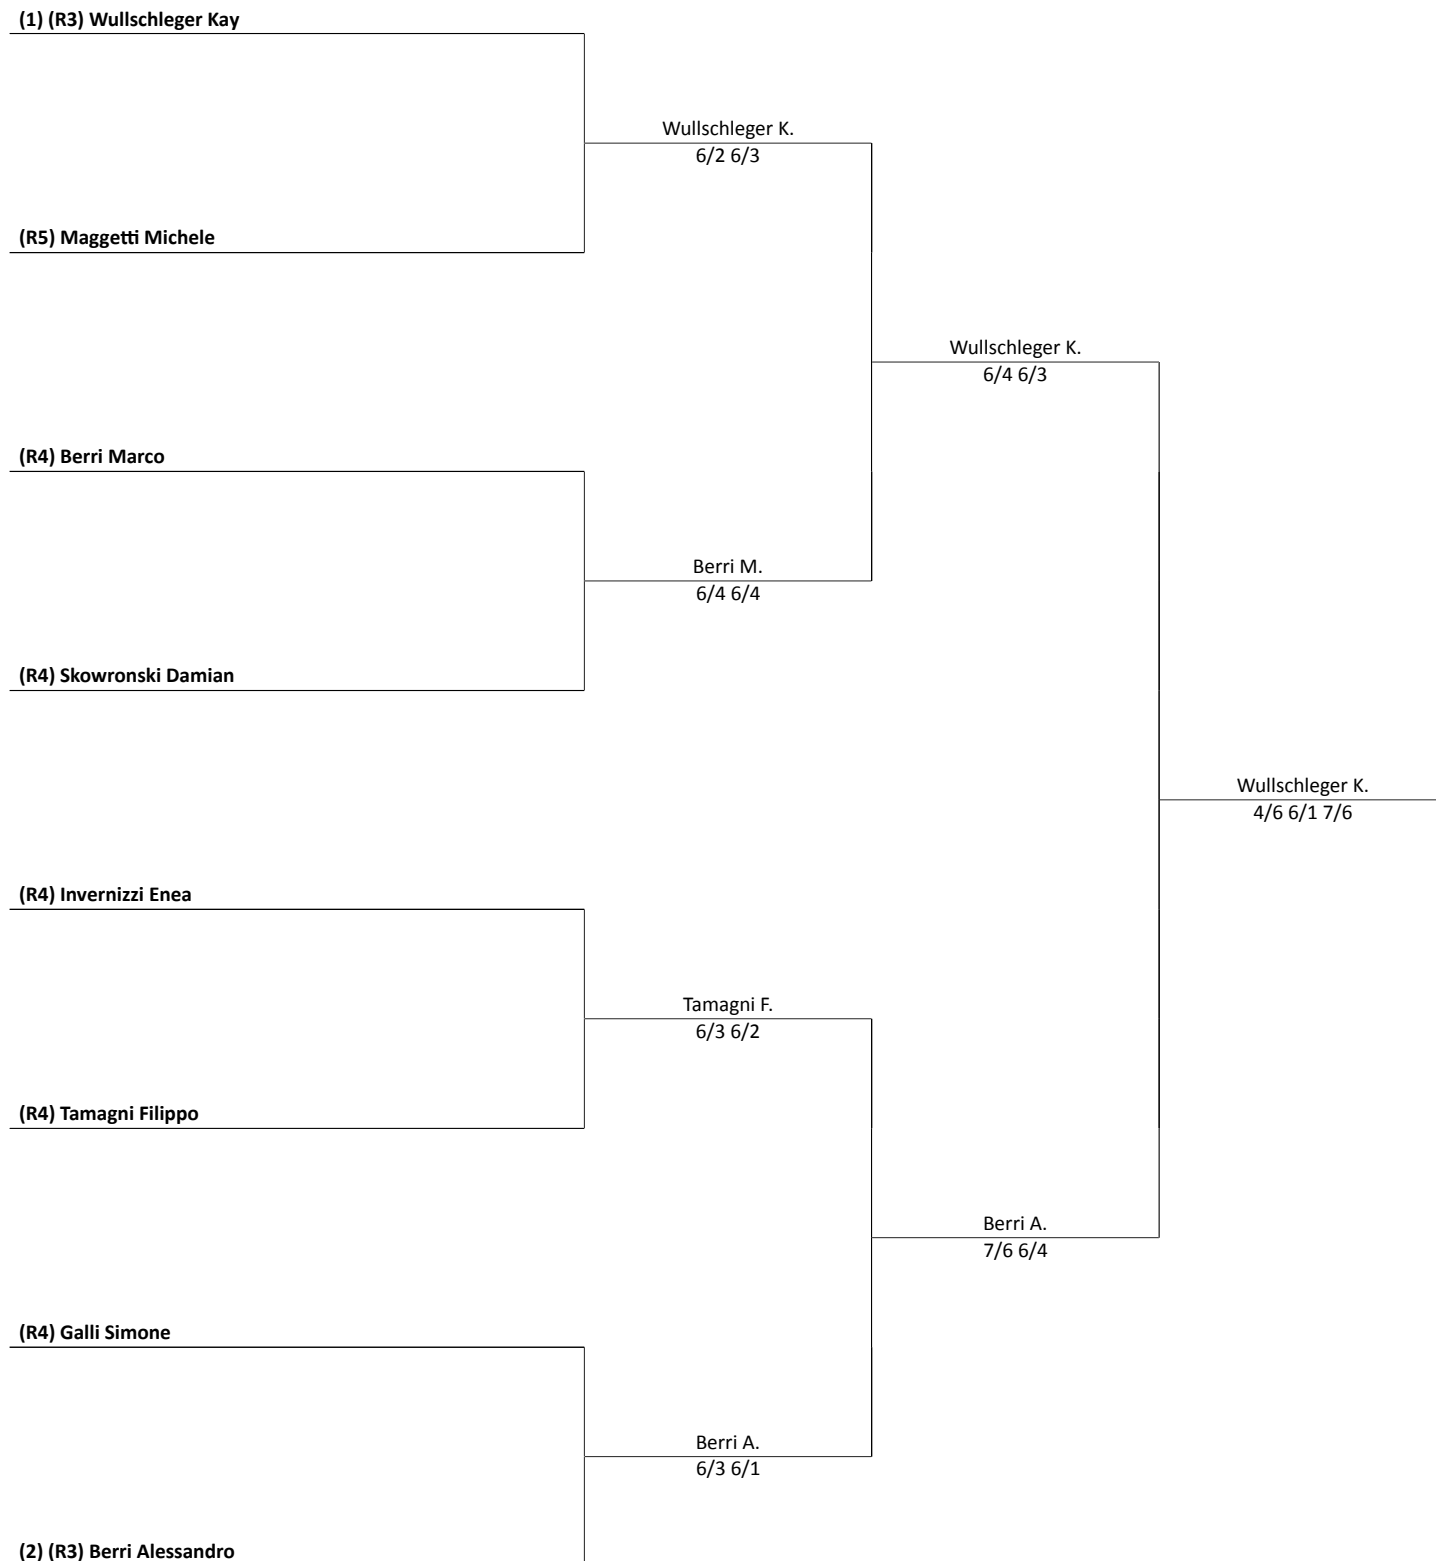 (1) (R3) Wullschleger Kay
Wullschleger K.
6/2 6/3
(R5) Maggetti Michele
Wullschleger K.
6/4 6/3
(R4) Berri Marco
Berri M.
6/4 6/4
(R4) Skowronski Damian
Wullschleger K.
4/6 6/1 7/6
(R4) Invernizzi Enea
Tamagni F.
6/3 6/2
(R4) Tamagni Filippo
Berri A.
7/6 6/4
(R4) Galli Simone
Berri A.
6/3 6/1
(2) (R3) Berri Alessandro